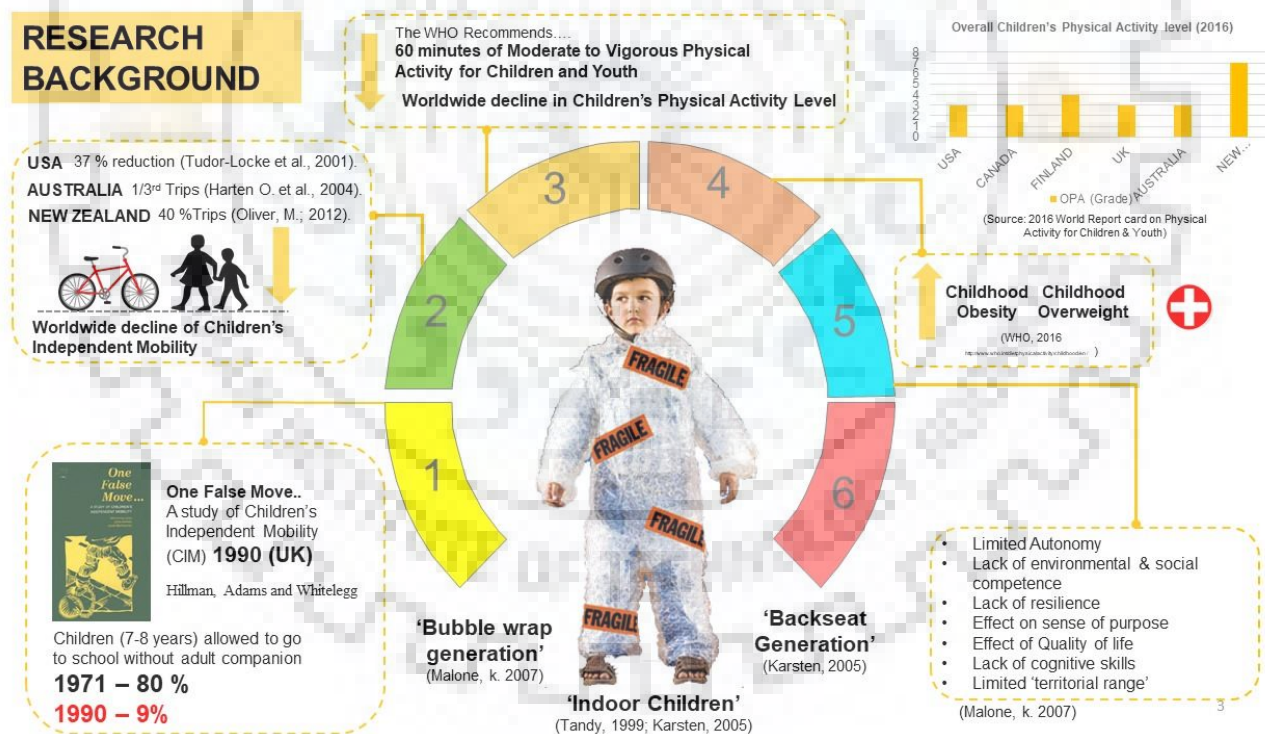 RESEARCH
BACKGROUND
The WHO Recommends....
60 minutes of Moderate to Vigorous Physical
Activity for Children and Youth
Worldwide decline in Children's Physical Activity Level
Overall Children's Physical Activity level (2016)
8
7
6
5
4
3
2
1
0
USA
CANADA
FINLAND
UK
AUSTRALIA
NEW...
OPA (Grade)
(Source: 2016 World Report card on Physical
Activity for Children & Youth)
USA 37 % reduction (Tudor-Locke et al., 2001).
AUSTRALIA 1/3rd Trips (Harten O. et al., 2004).
NEW ZEALAND 40 %Trips (Oliver, M.; 2012).
Worldwide decline of Children's
Independent Mobility
1
2
3
4
5
6
FRAGILE
FRAGILE
FRAGILE
FRAGILE
Childhood Childhood
Obesity Overweight
(WHO, 2016
)
One
False
Move...
One False Move..
A study of Children's
Independent Mobility
(CIM) 1990 (UK)
Hillman, Adams and Whitelegg
Children (7-8 years) allowed to go
to school without adult companion
1971 – 80 %
1990 – 9%
'Bubble wrap
generation'
(Malone, k. 2007)
'Indoor Children'
(Tandy, 1999; Karsten, 2005)
'Backseat
Generation'
(Karsten, 2005)
• Limited Autonomy
• Lack of environmental & social
competence
• Lack of resilience
• Effect on sense of purpose
• Effect of Quality of life
• Lack of cognitive skills
• Limited 'territorial range'
(Malone, k. 2007)
3